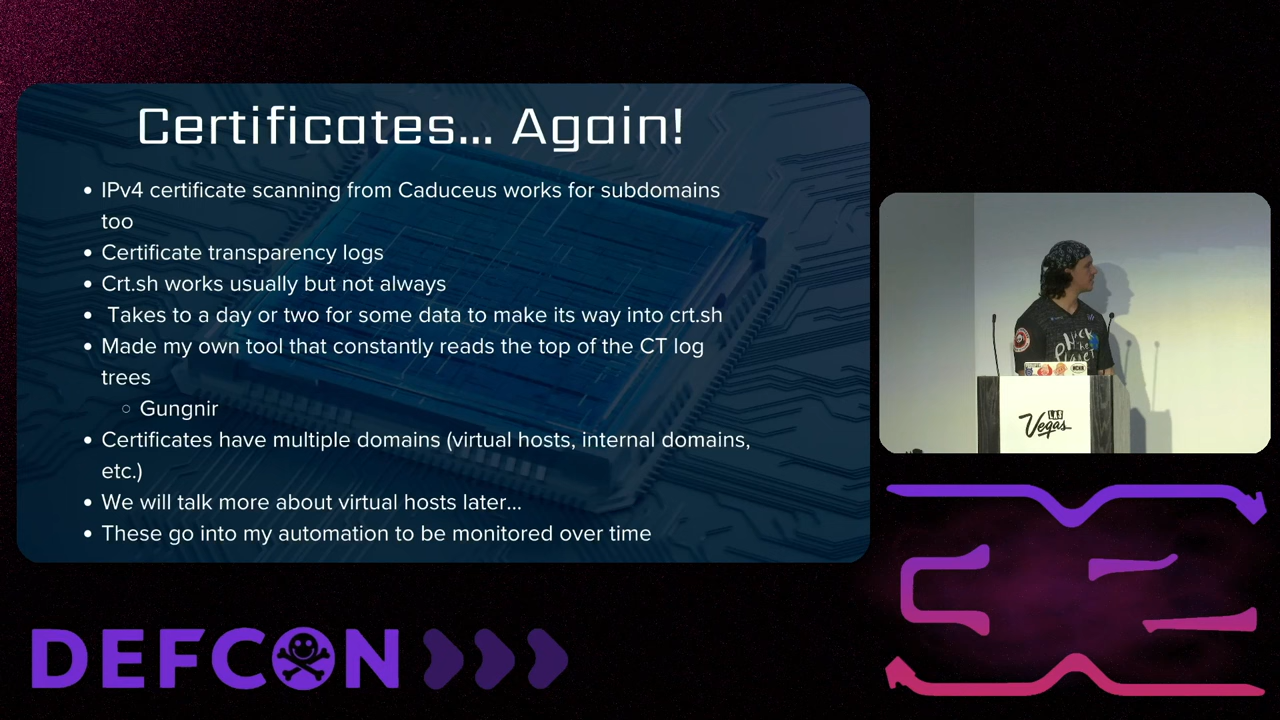 Certificates... Again!
• IPv4 certificate scanning from Caduceus works for subdomains
too
• Certificate transparency logs
• Crt.sh works usually but not always
• Takes to a day or two for some data to make its way into crt.sh
• Made my own tool that constantly reads the top of the CT log
trees
○ Gungnir
• Certificates have multiple domains (virtual hosts, internal domains,
etc.)
• We will talk more about virtual hosts later...
• These go into my automation to be monitored over time
Hack
the
Planet
LAS
Vegas
DEFCON